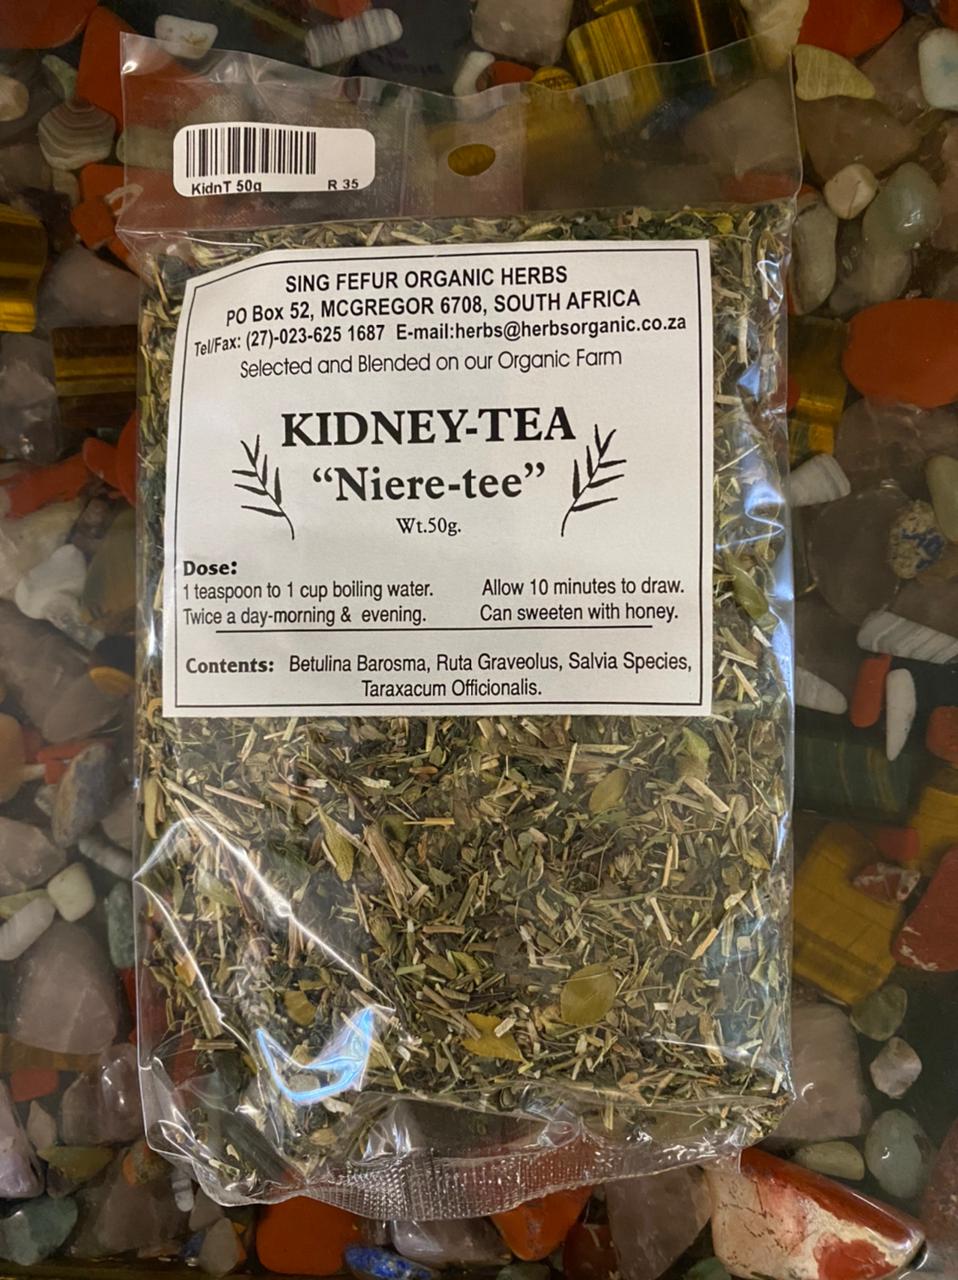 KidnT 50g R 35
SING FEFUR ORGANIC HERBS
PO Box 52, MCGREGOR 6708, SOUTH AFRICA
Tel/Fax: (27)-023-625 1687 E-mail:herbs@herbsorganic.co.za
Selected and Blended on our Organic Farm
KIDNEY-TEA
“Niere-tee”
Wt.50g.
Dose:
1 teaspoon to 1 cup boiling water. Allow 10 minutes to draw.
Twice a day-morning & evening. Can sweeten with honey.
Contents: Betulina Barosma, Ruta Graveolus, Salvia Species,
Taraxacum Officionalis.